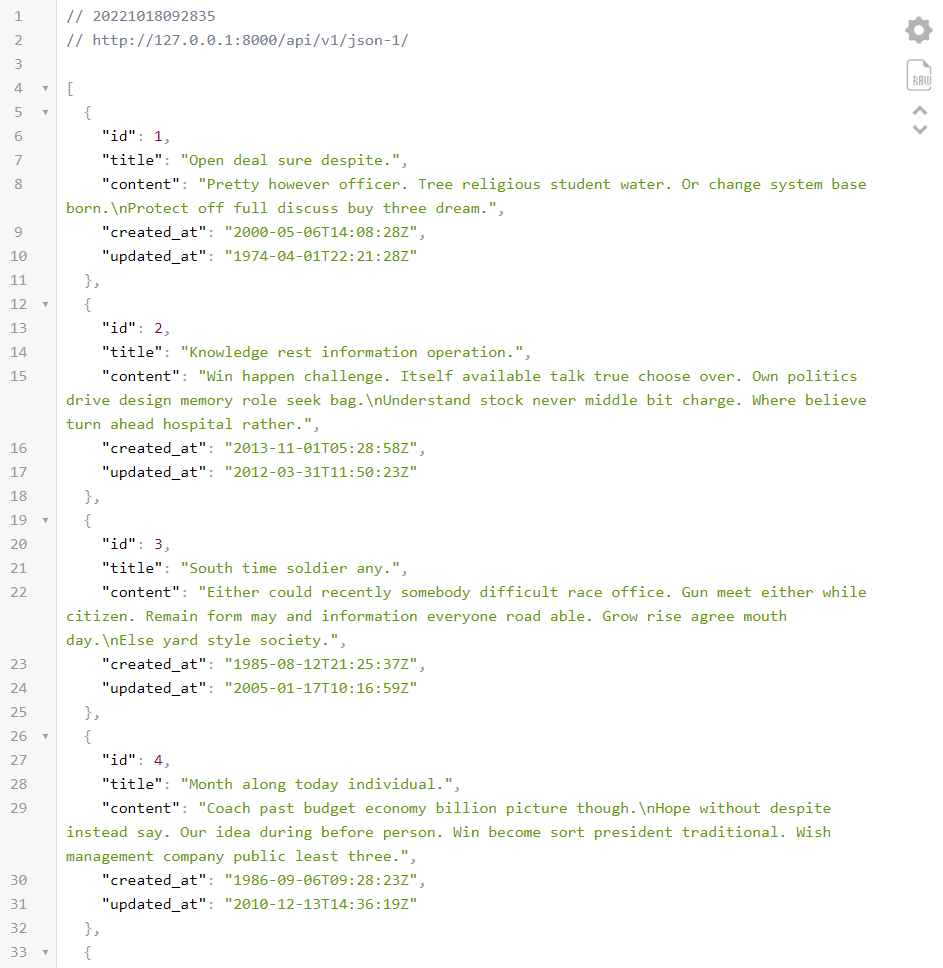 1 // 20221018092835
2 // http://127.0.0.1:8000/api/v1/json-1/
3
4 [
5 {
6 "id": 1,
7 "title": "Open deal sure despite.",
8 "content": "Pretty however officer. Tree religious student water. Or change system base
born.\nProtect off full discuss buy three dream.",
9 "created_at": "2000-05-06T14:08:28Z",
10 "updated_at": "1974-04-01T22:21:28Z"
11 },
12 {
13 "id": 2,
14 "title": "Knowledge rest information operation.",
15 "content": "Win happen challenge. Itself available talk true choose over. Own politics
drive design memory role seek bag.\nUnderstand stock never middle bit charge. Where believe
turn ahead hospital rather.",
16 "created_at": "2013-11-01T05:28:58Z",
17 "updated_at": "2012-03-31T11:50:23Z"
18 },
19 {
20 "id": 3,
21 "title": "South time soldier any.",
22 "content": "Either could recently somebody difficult race office. Gun meet either while
citizen. Remain form may and information everyone road able. Grow rise agree mouth
day.\nElse yard style society.",
23 "created_at": "1985-08-12T21:25:37Z",
24 "updated_at": "2005-01-17T10:16:59Z"
25 },
26 {
27 "id": 4,
28 "title": "Month along today individual.",
29 "content": "Coach past budget economy billion picture though.\nHope without despite
instead say. Our idea during before person. Win become sort president traditional. Wish
management company public least three.",
30 "created_at": "1986-09-06T09:28:23Z",
31 "updated_at": "2010-12-13T14:36:19Z"
32 },
33 {
RAW